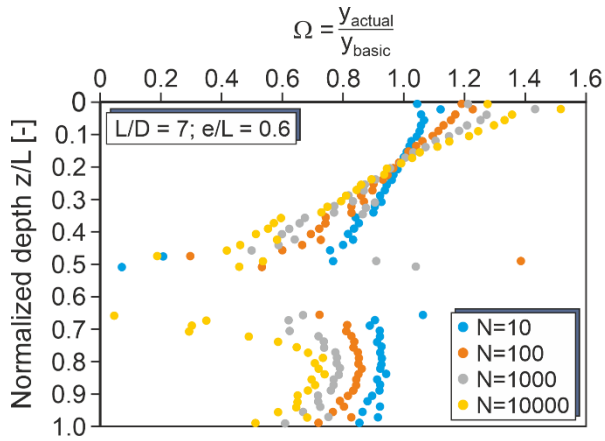 Ω = y_actual / y_basic
0 0.2 0.4 0.6 0.8 1.0 1.2 1.4 1.6
Normalized depth z/L [-]
0
0.1
0.2
0.3
0.4
0.5
0.6
0.7
0.8
0.9
1.0
L/D = 7; e/L = 0.6
N=10
N=100
N=1000
N=10000